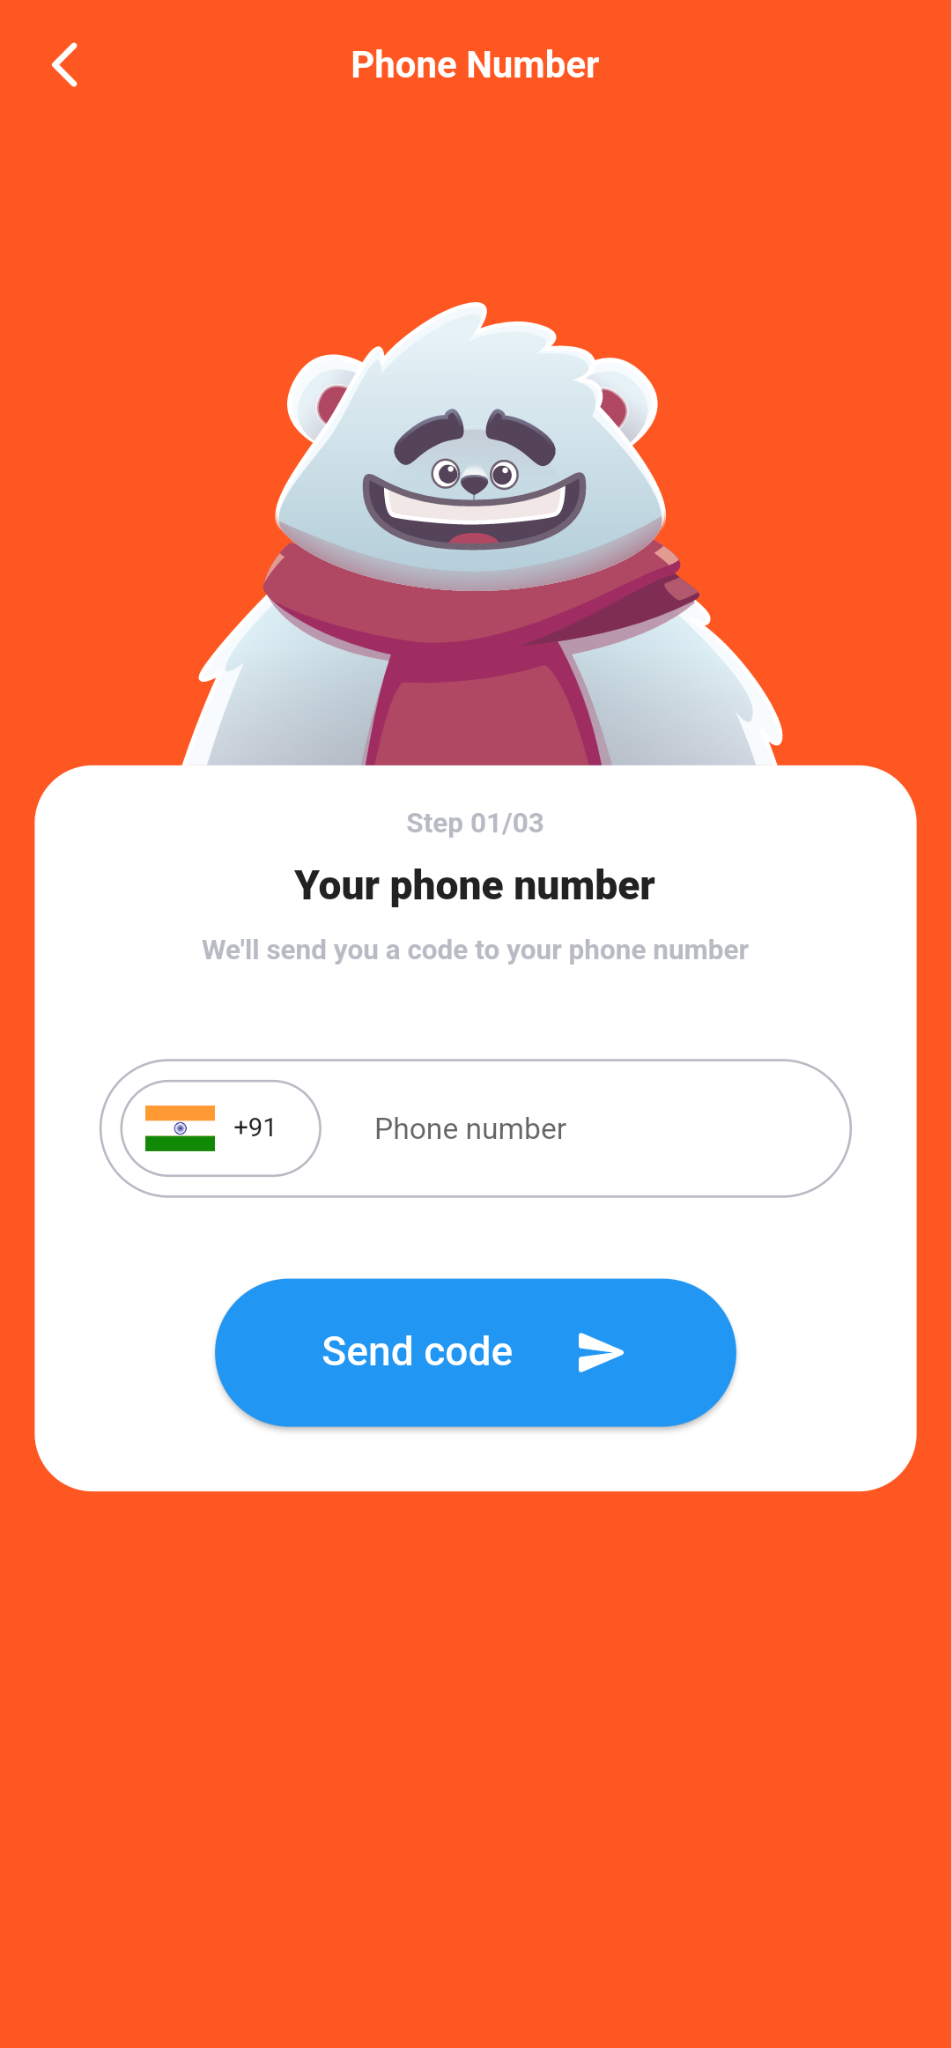 Phone Number
Step 01/03
Your phone number
We'll send you a code to your phone number
+91 Phone number
Send code